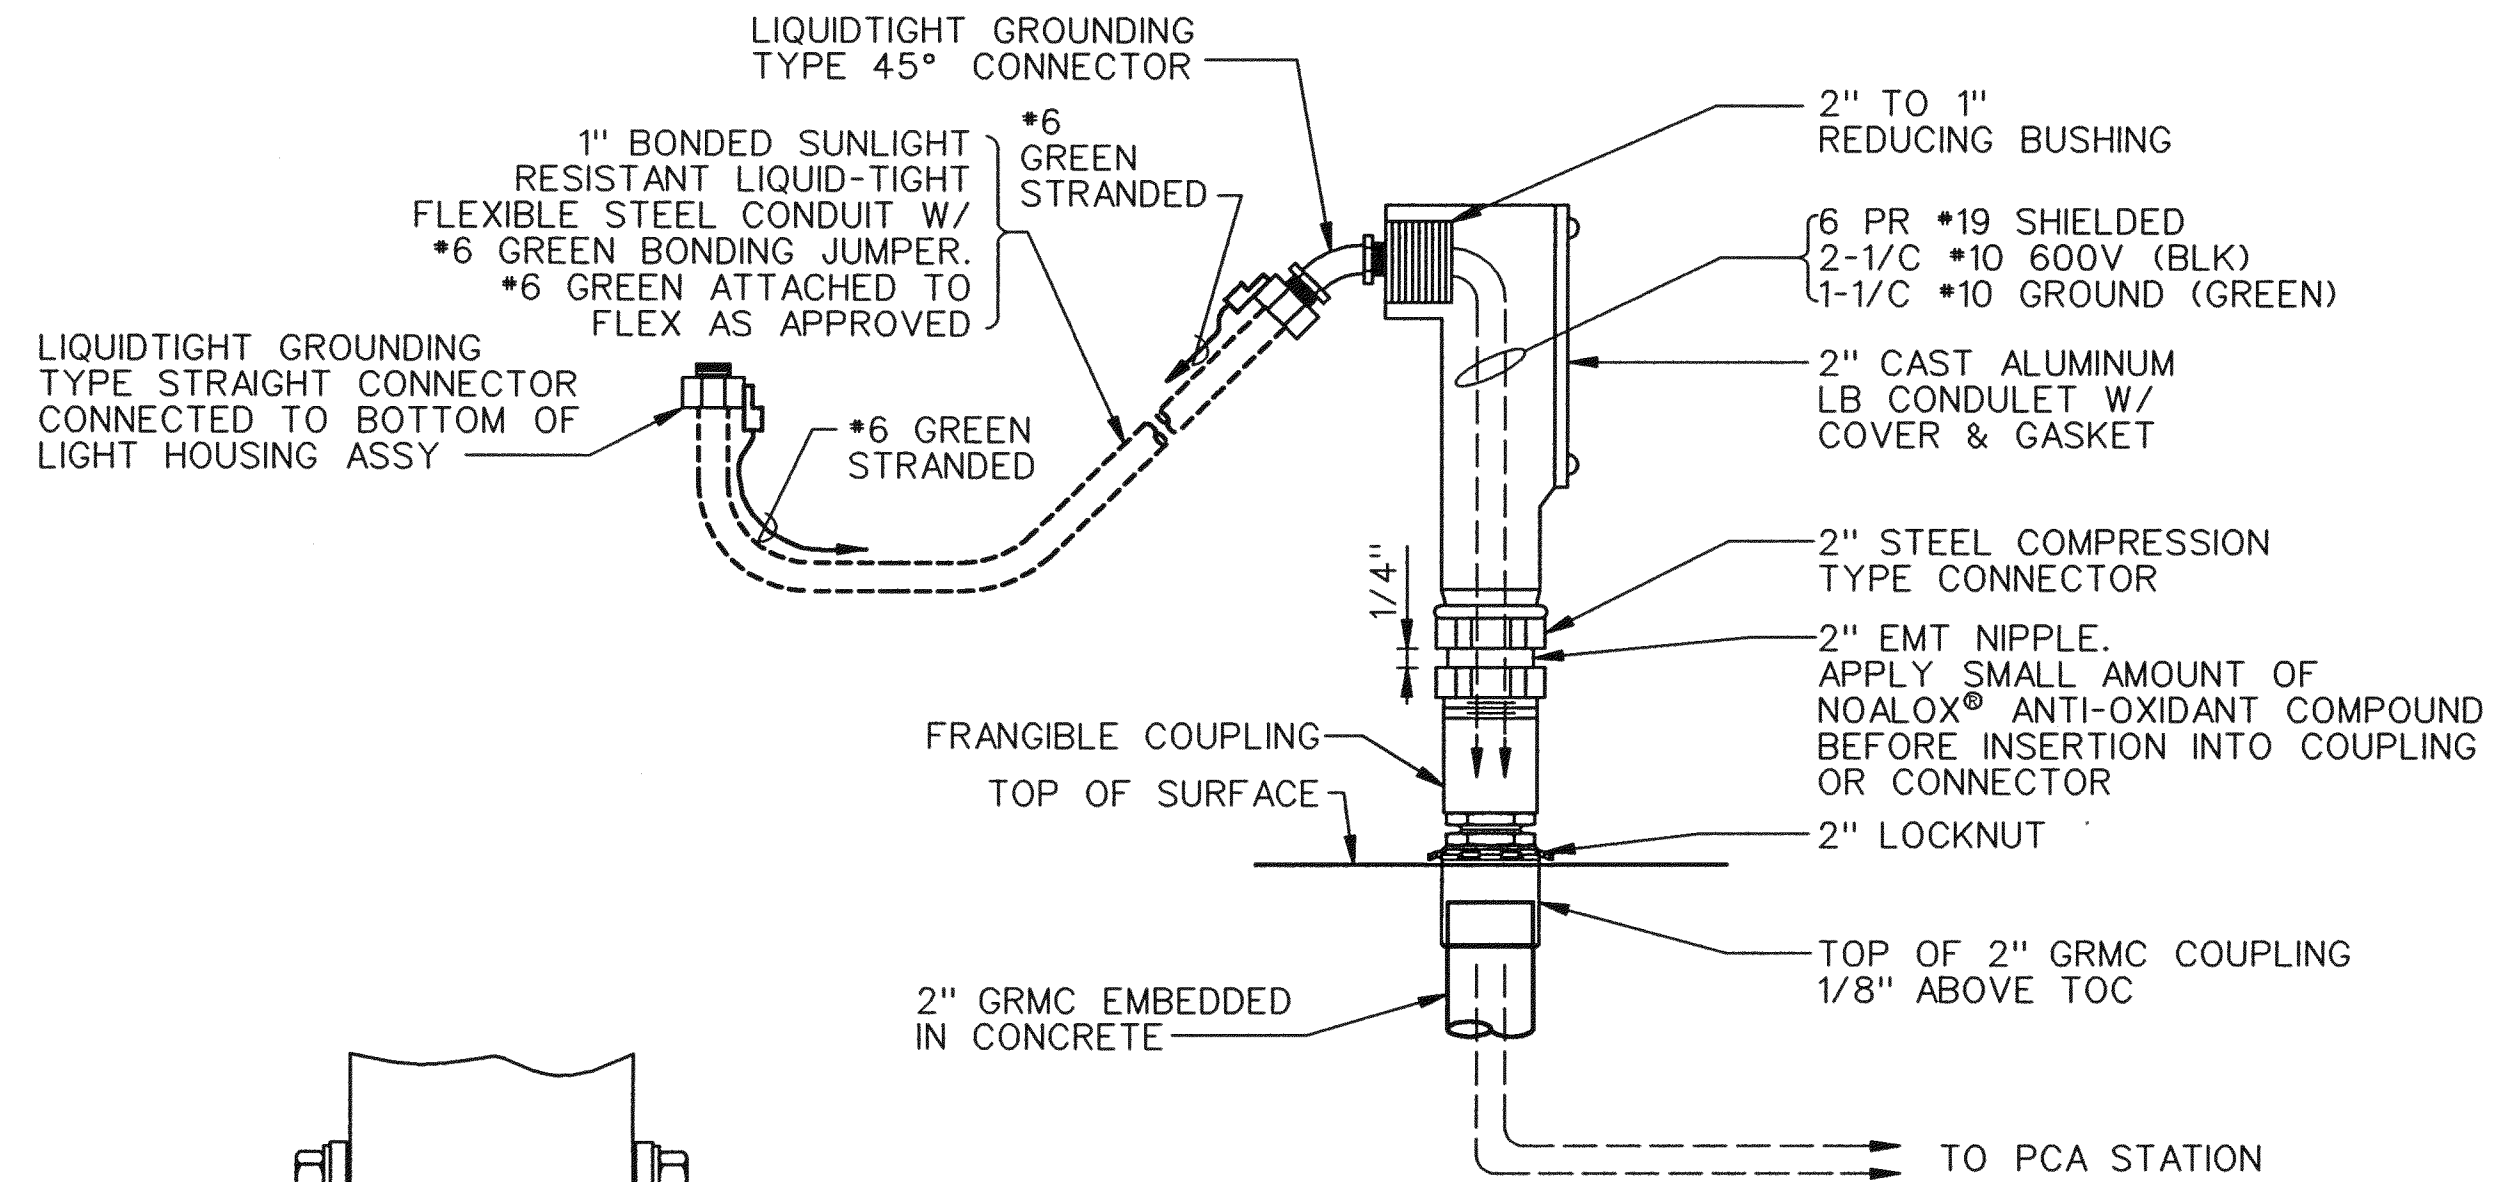 LIQUIDTIGHT GROUNDING
TYPE 45° CONNECTOR
#6
GREEN
STRANDED
1" BONDED SUNLIGHT
RESISTANT LIQUID-TIGHT
FLEXIBLE STEEL CONDUIT W/
#6 GREEN BONDING JUMPER.
#6 GREEN ATTACHED TO
FLEX AS APPROVED
LIQUIDTIGHT GROUNDING
TYPE STRAIGHT CONNECTOR
CONNECTED TO BOTTOM OF
LIGHT HOUSING ASSY
#6 GREEN
STRANDED
2" TO 1"
REDUCING BUSHING
6 PR #19 SHIELDED
2-1/C #10 600V (BLK)
1-1/C #10 GROUND (GREEN)
2" CAST ALUMINUM
LB CONDULET W/
COVER & GASKET
2" STEEL COMPRESSION
TYPE CONNECTOR
1/4"
2" EMT NIPPLE.
APPLY SMALL AMOUNT OF
NOALOX® ANTI-OXIDANT COMPOUND
BEFORE INSERTION INTO COUPLING
OR CONNECTOR
FRANGIBLE COUPLING
TOP OF SURFACE
2" LOCKNUT
TOP OF 2" GRMC COUPLING
1/8" ABOVE TOC
2" GRMC EMBEDDED
IN CONCRETE
TO PCA STATION